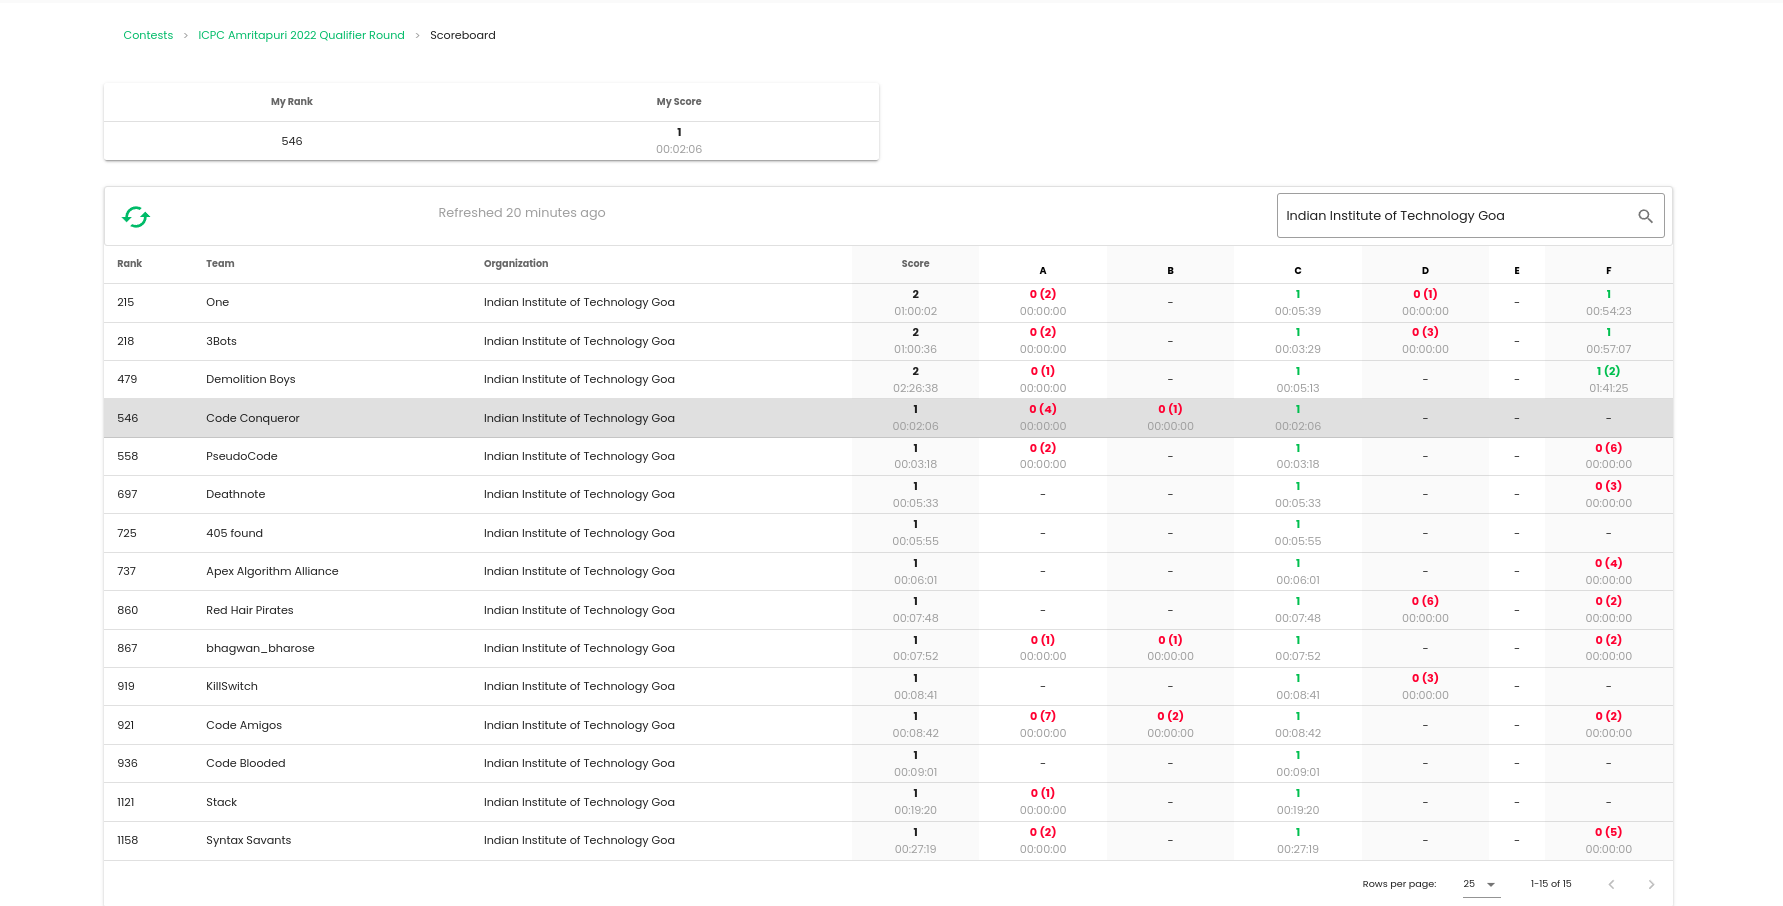 Contests > ICPC Amritapuri 2022 Qualifier Round > Scoreboard
My Rank My Score
546 1
00:02:06
Refreshed 20 minutes ago Indian Institute of Technology Goa
Rank Team Organization Score A B C D E F
215 One Indian Institute of Technology Goa 2 0 (2) - 1 0 (1) - 1
01:00:02 00:00:00 00:05:39 00:00:00 00:54:23
218 3Bots Indian Institute of Technology Goa 2 0 (2) - 1 0 (3) - 1
01:00:36 00:00:00 00:03:29 00:00:00 00:57:07
479 Demolition Boys Indian Institute of Technology Goa 2 0 (1) - 1 - - 1 (2)
02:26:38 00:00:00 00:05:13 01:41:25
546 Code Conqueror Indian Institute of Technology Goa 1 0 (4) 0 (1) 1 - - -
00:02:06 00:00:00 00:00:00 00:02:06
558 PseudoCode Indian Institute of Technology Goa 1 0 (2) - 1 - - 0 (6)
00:03:18 00:00:00 00:03:18 00:00:00
697 Deathnote Indian Institute of Technology Goa 1 - - 1 - - 0 (3)
00:05:33 00:05:33 00:00:00
725 405 found Indian Institute of Technology Goa 1 - - 1 - - -
00:05:55 00:05:55
737 Apex Algorithm Alliance Indian Institute of Technology Goa 1 - - 1 - - 0 (4)
00:06:01 00:06:01 00:00:00
860 Red Hair Pirates Indian Institute of Technology Goa 1 - - 1 0 (6) - 0 (2)
00:07:48 00:07:48 00:00:00 00:00:00
867 bhagwan_bharose Indian Institute of Technology Goa 1 0 (1) 0 (1) 1 - - 0 (2)
00:07:52 00:00:00 00:00:00 00:07:52 00:00:00
919 KillSwitch Indian Institute of Technology Goa 1 - - 1 0 (3) - -
00:08:41 00:08:41 00:00:00
921 Code Amigos Indian Institute of Technology Goa 1 0 (7) 0 (2) 1 - - 0 (2)
00:08:42 00:00:00 00:00:00 00:08:42 00:00:00
936 Code Blooded Indian Institute of Technology Goa 1 - - 1 - - -
00:09:01 00:09:01
1121 Stack Indian Institute of Technology Goa 1 0 (1) - 1 - - -
00:19:20 00:00:00 00:19:20
1158 Syntax Savants Indian Institute of Technology Goa 1 0 (2) - 1 - - 0 (5)
00:27:19 00:00:00 00:27:19 00:00:00
Rows per page: 25 1-15 of 15